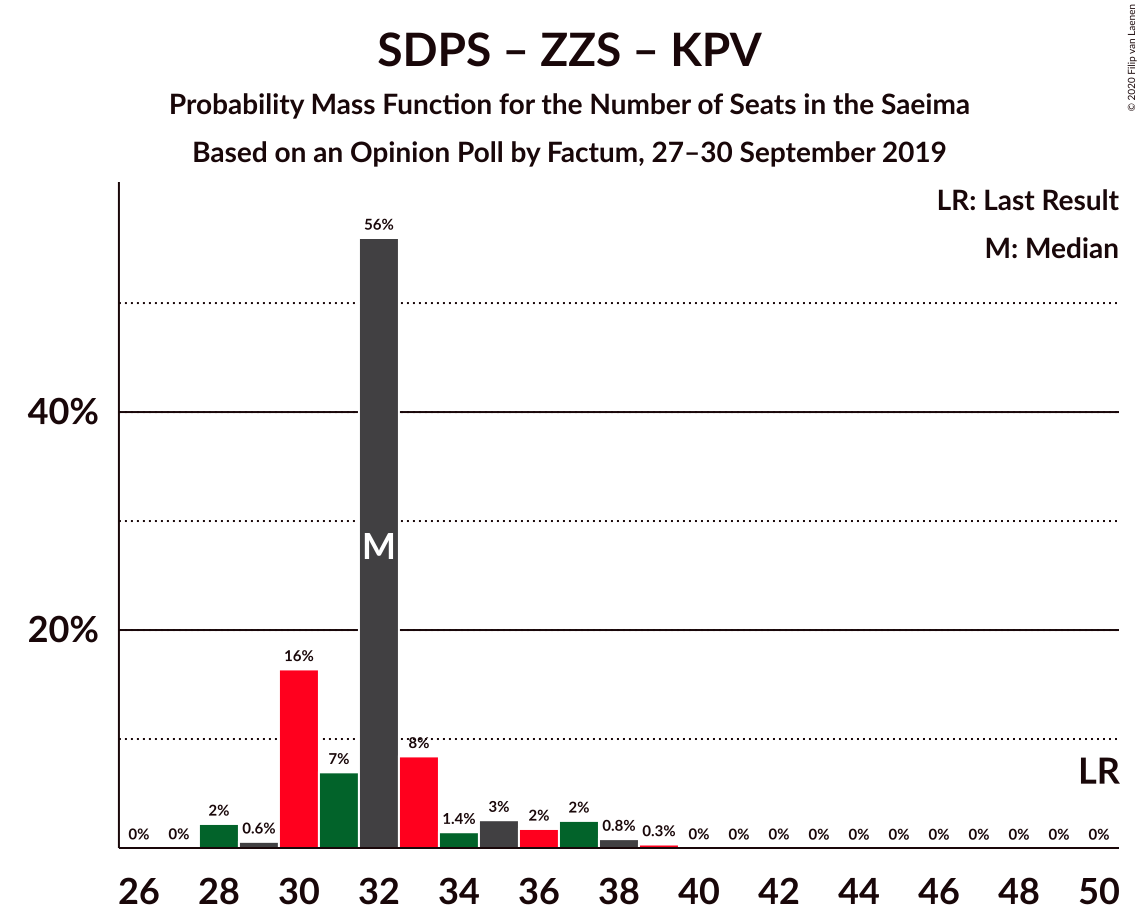 SDPS – ZZS – KPV
Probability Mass Function for the Number of Seats in the Saeima
Based on an Opinion Poll by Factum, 27–30 September 2019
© 2020 Filip van Laenen
LR: Last Result
M: Median
40%
20%
0% 0% 2% 0.6% 16% 7% 56% 8% 1.4% 3% 2% 2% 0.8% 0.3% 0% 0% 0% 0% 0% 0% 0% 0% 0% 0% 0%
M
LR
26 28 30 32 34 36 38 40 42 44 46 48 50